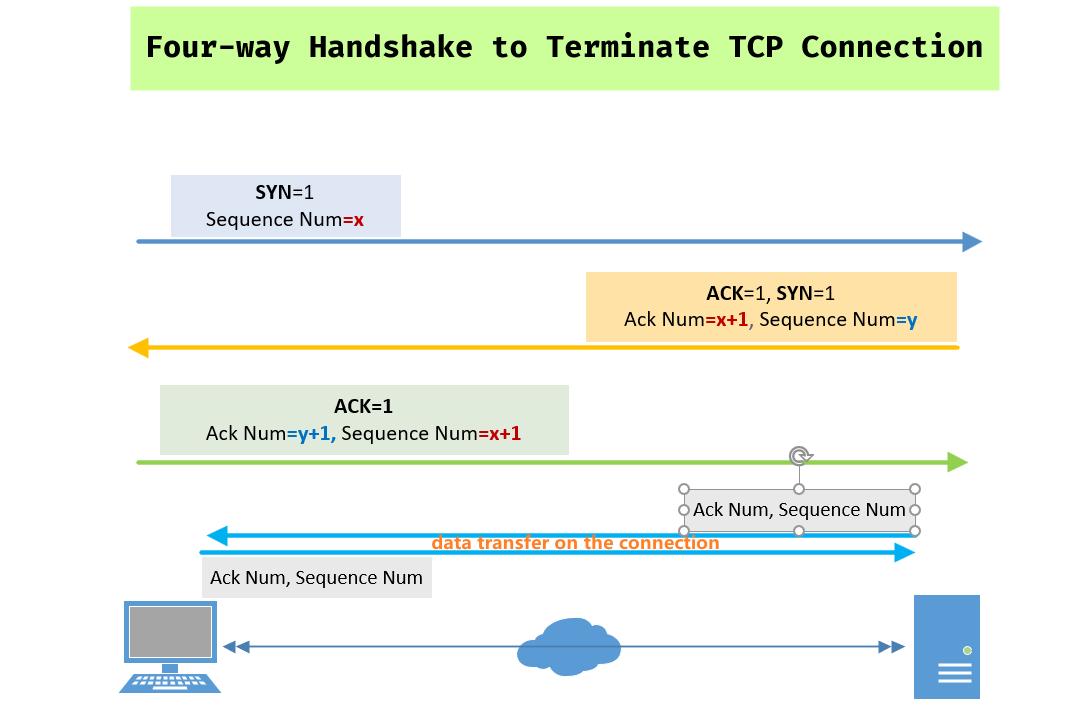 Four-way Handshake to Terminate TCP Connection
SYN=1
Sequence Num=x
ACK=1, SYN=1
Ack Num=x+1, Sequence Num=y
ACK=1
Ack Num=y+1, Sequence Num=x+1
Ack Num, Sequence Num
data transfer on the connection
Ack Num, Sequence Num